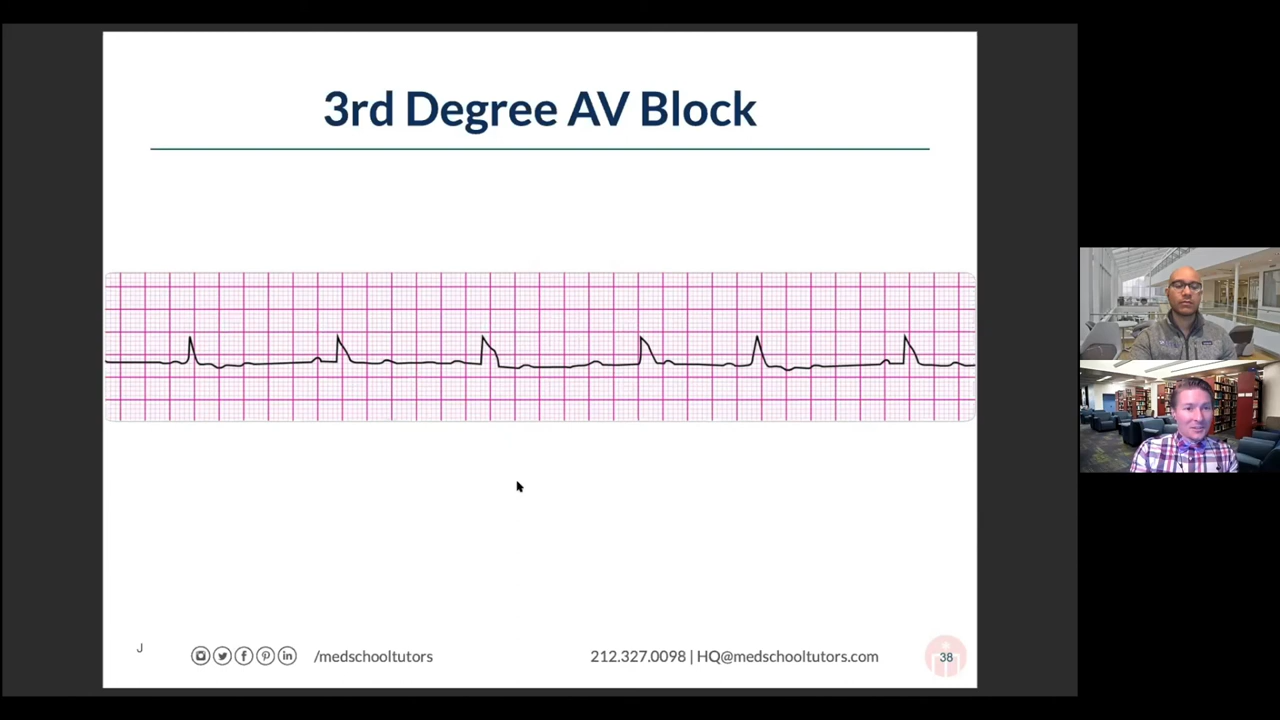 3rd Degree AV Block
J
/medschooltutors
212.327.0098 | HQ@medschooltutors.com
38